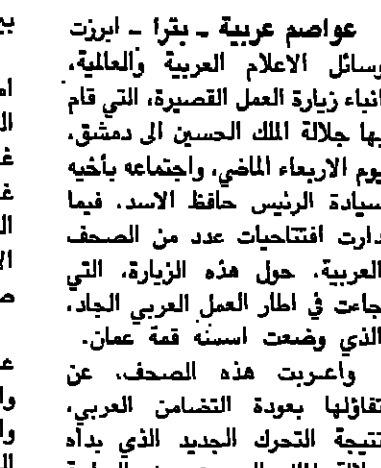 عواصم عربية ـ بترا ـ ابرزت
وسائل الاعلام العربية والعالمية،
انباء زيارة العمل القصيرة، التي قام
بها جلالة الملك الحسين الى دمشق،
يوم الاربعاء الماضي، واجتماعه بأخيه
سيادة الرئيس حافظ الاسد. فيما
دارت افتتاحيات عدد من الصحف
العربية. حول هذه الزيارة، التي
جاءت في اطار العمل العربي الجاد،
الذي وضعت اسسه قمة عمان.
واعربت هذه الصحف، عن
تفاؤلها بعودة التضامن العربي،
نتيجة التحرك الجديد الذي بدأه